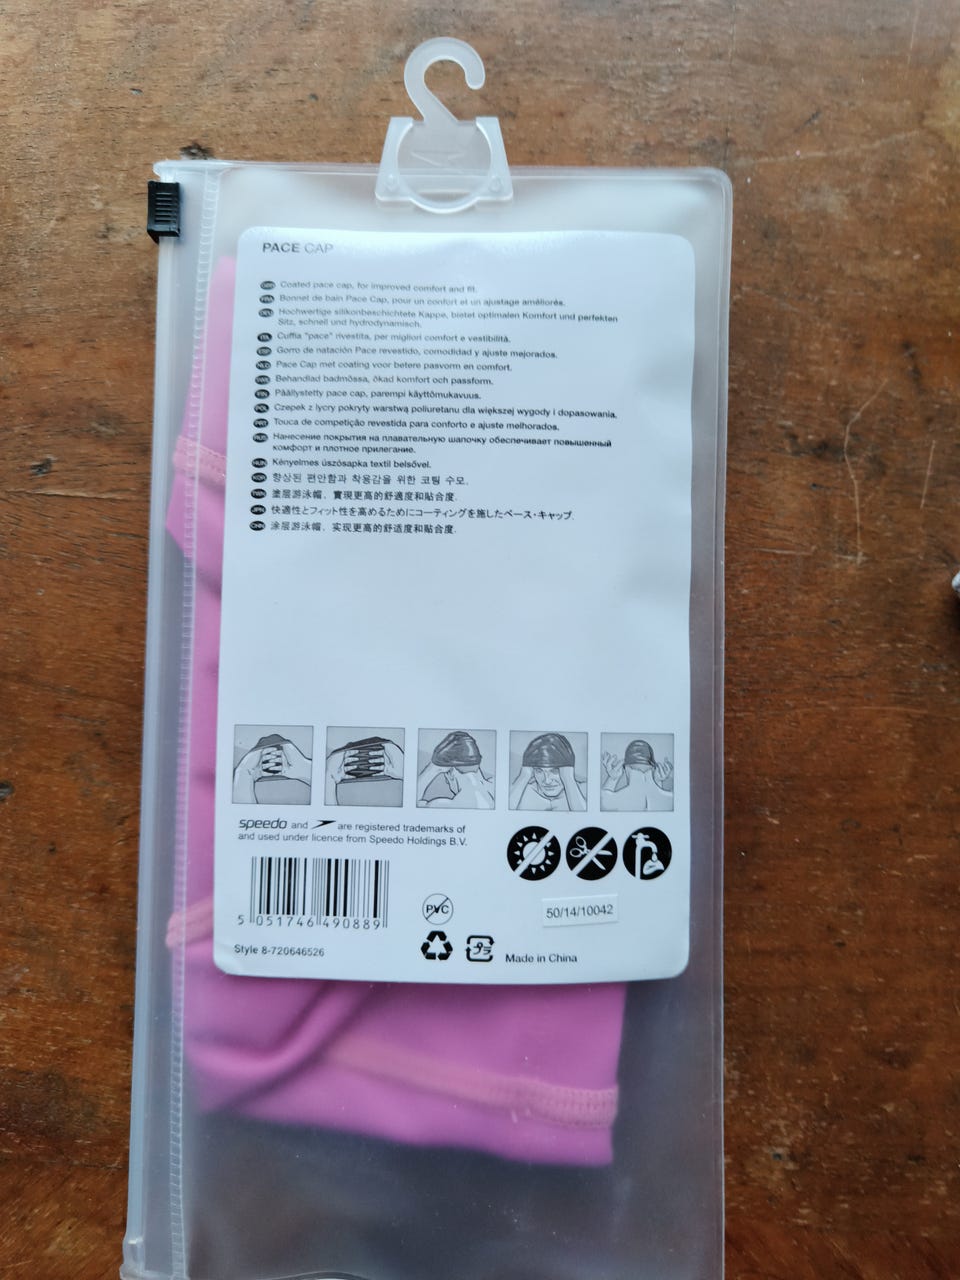 PACE CAP
GBR Coated pace cap, for improved comfort and fit.
FRA Bonnet de bain Pace Cap, pour un confort et un ajustage améliorés.
DEU Hochwertige silikonbeschichtete Kappe, bietet optimalen Komfort und perfekten
Sitz, schnell und hydrodynamisch.
ITA Cuffia "pace" rivestita, per migliori comfort e vestibilità.
ESP Gorro de natación Pace revestido, comodidad y ajuste mejorados.
NLD Pace Cap met coating voor betere pasvorm en comfort.
SWE Behandlad badmössa, ökad komfort och passform.
FIN Päällystetty pace cap, parempi käyttömukavuus.
POL Czepek z lycry pokryty warstwą poliuretanu dla większej wygody i dopasowania.
PRT Touca de competição revestida para conforto e ajuste melhorados.
RUS Нанесение покрытия на плавательную шапочку обеспечивает повышенный
комфорт и плотное прилегание.
HUN Kényelmes úszósapka textil belsővel.
KOR 향상된 편안함과 착용감을 위한 코팅 수모.
TWN 塗層游泳帽，實現更高的舒適度和貼合度.
JPN 快適性とフィット性を高めるためにコーティングを施したペース・キャップ.
CHN 涂层游泳帽，实现更高的舒适度和贴合度.
speedo and are registered trademarks of
and used under licence from Speedo Holdings B.V.
5 051746 490889
PVC
50/14/10042
プラ
Style 8-720646526
Made in China